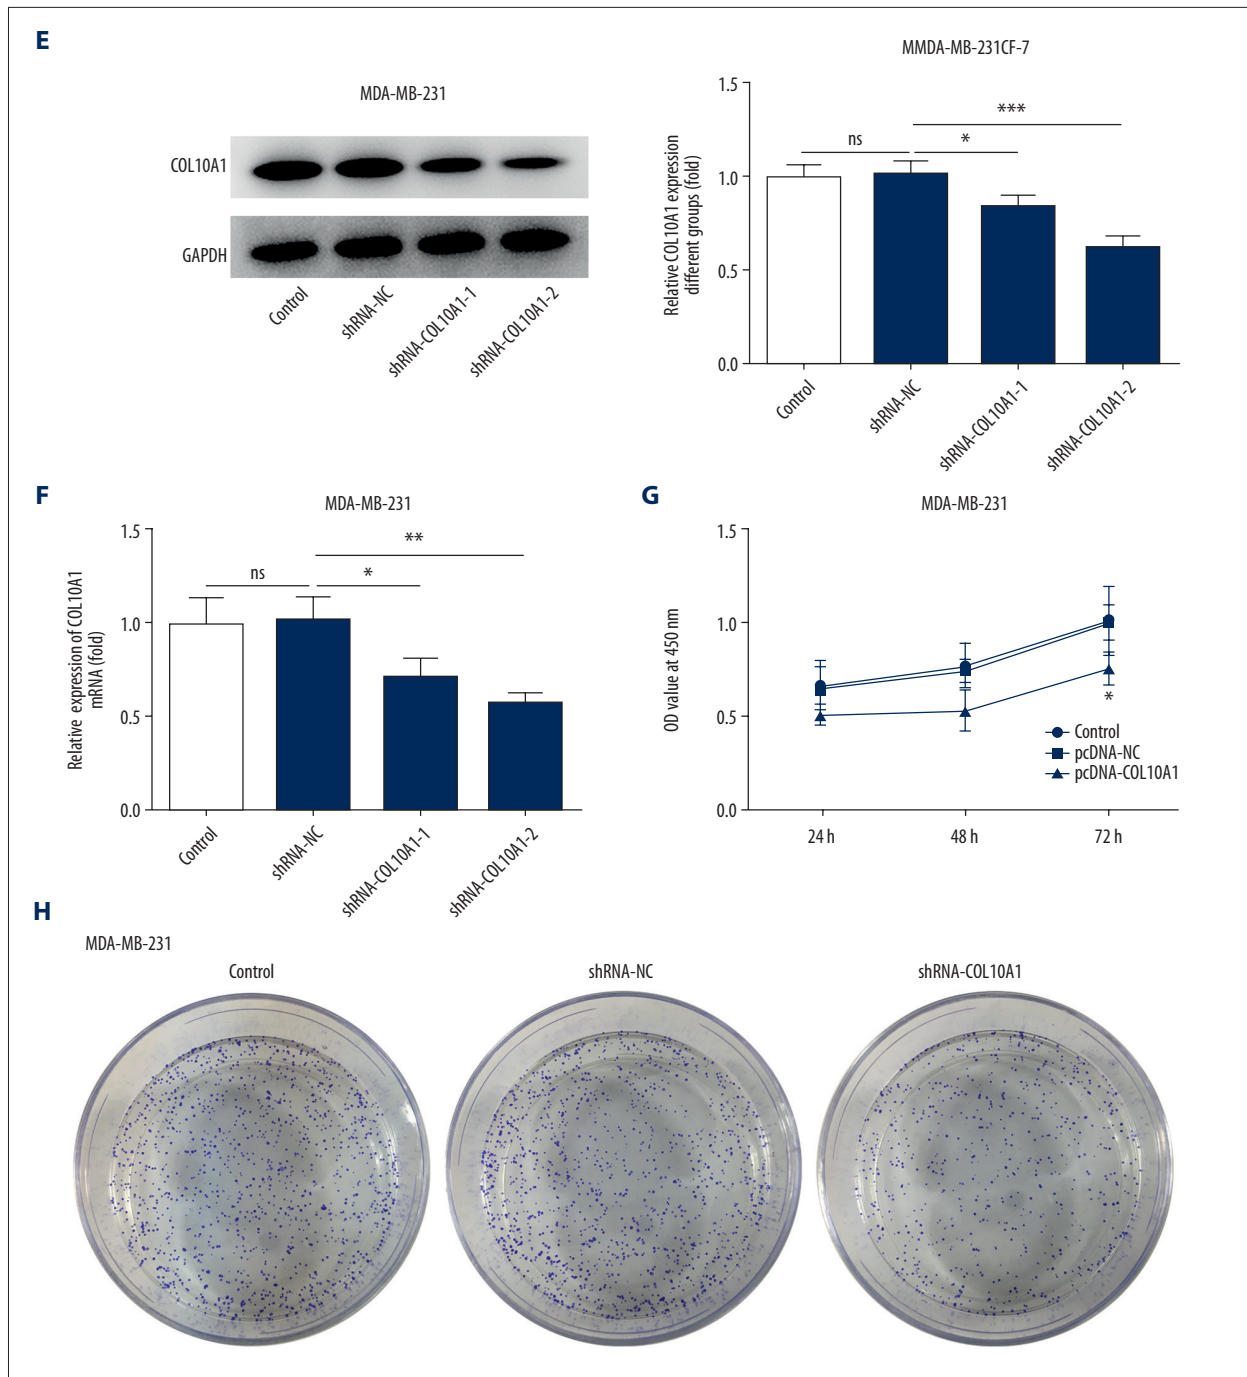 E
MDA-MB-231
COL10A1
GAPDH
Control
shRNA-NC
shRNA-COL10A1-1
shRNA-COL10A1-2
MMDA-MB-231CF-7
Relative COL10A1 expression
different groups (fold)
1.5
1.0
0.5
0.0
ns
*
***
Control
shRNA-NC
shRNA-COL10A1-1
shRNA-COL10A1-2
F
MDA-MB-231
Relative expression of COL10A1
mRNA (fold)
1.5
1.0
0.5
0.0
ns
*
**
Control
shRNA-NC
shRNA-COL10A1-1
shRNA-COL10A1-2
G
MDA-MB-231
OD value at 450 nm
1.5
1.0
0.5
0.0
*
Control
pcDNA-NC
pcDNA-COL10A1
24 h
48 h
72 h
H
MDA-MB-231
Control
shRNA-NC
shRNA-COL10A1